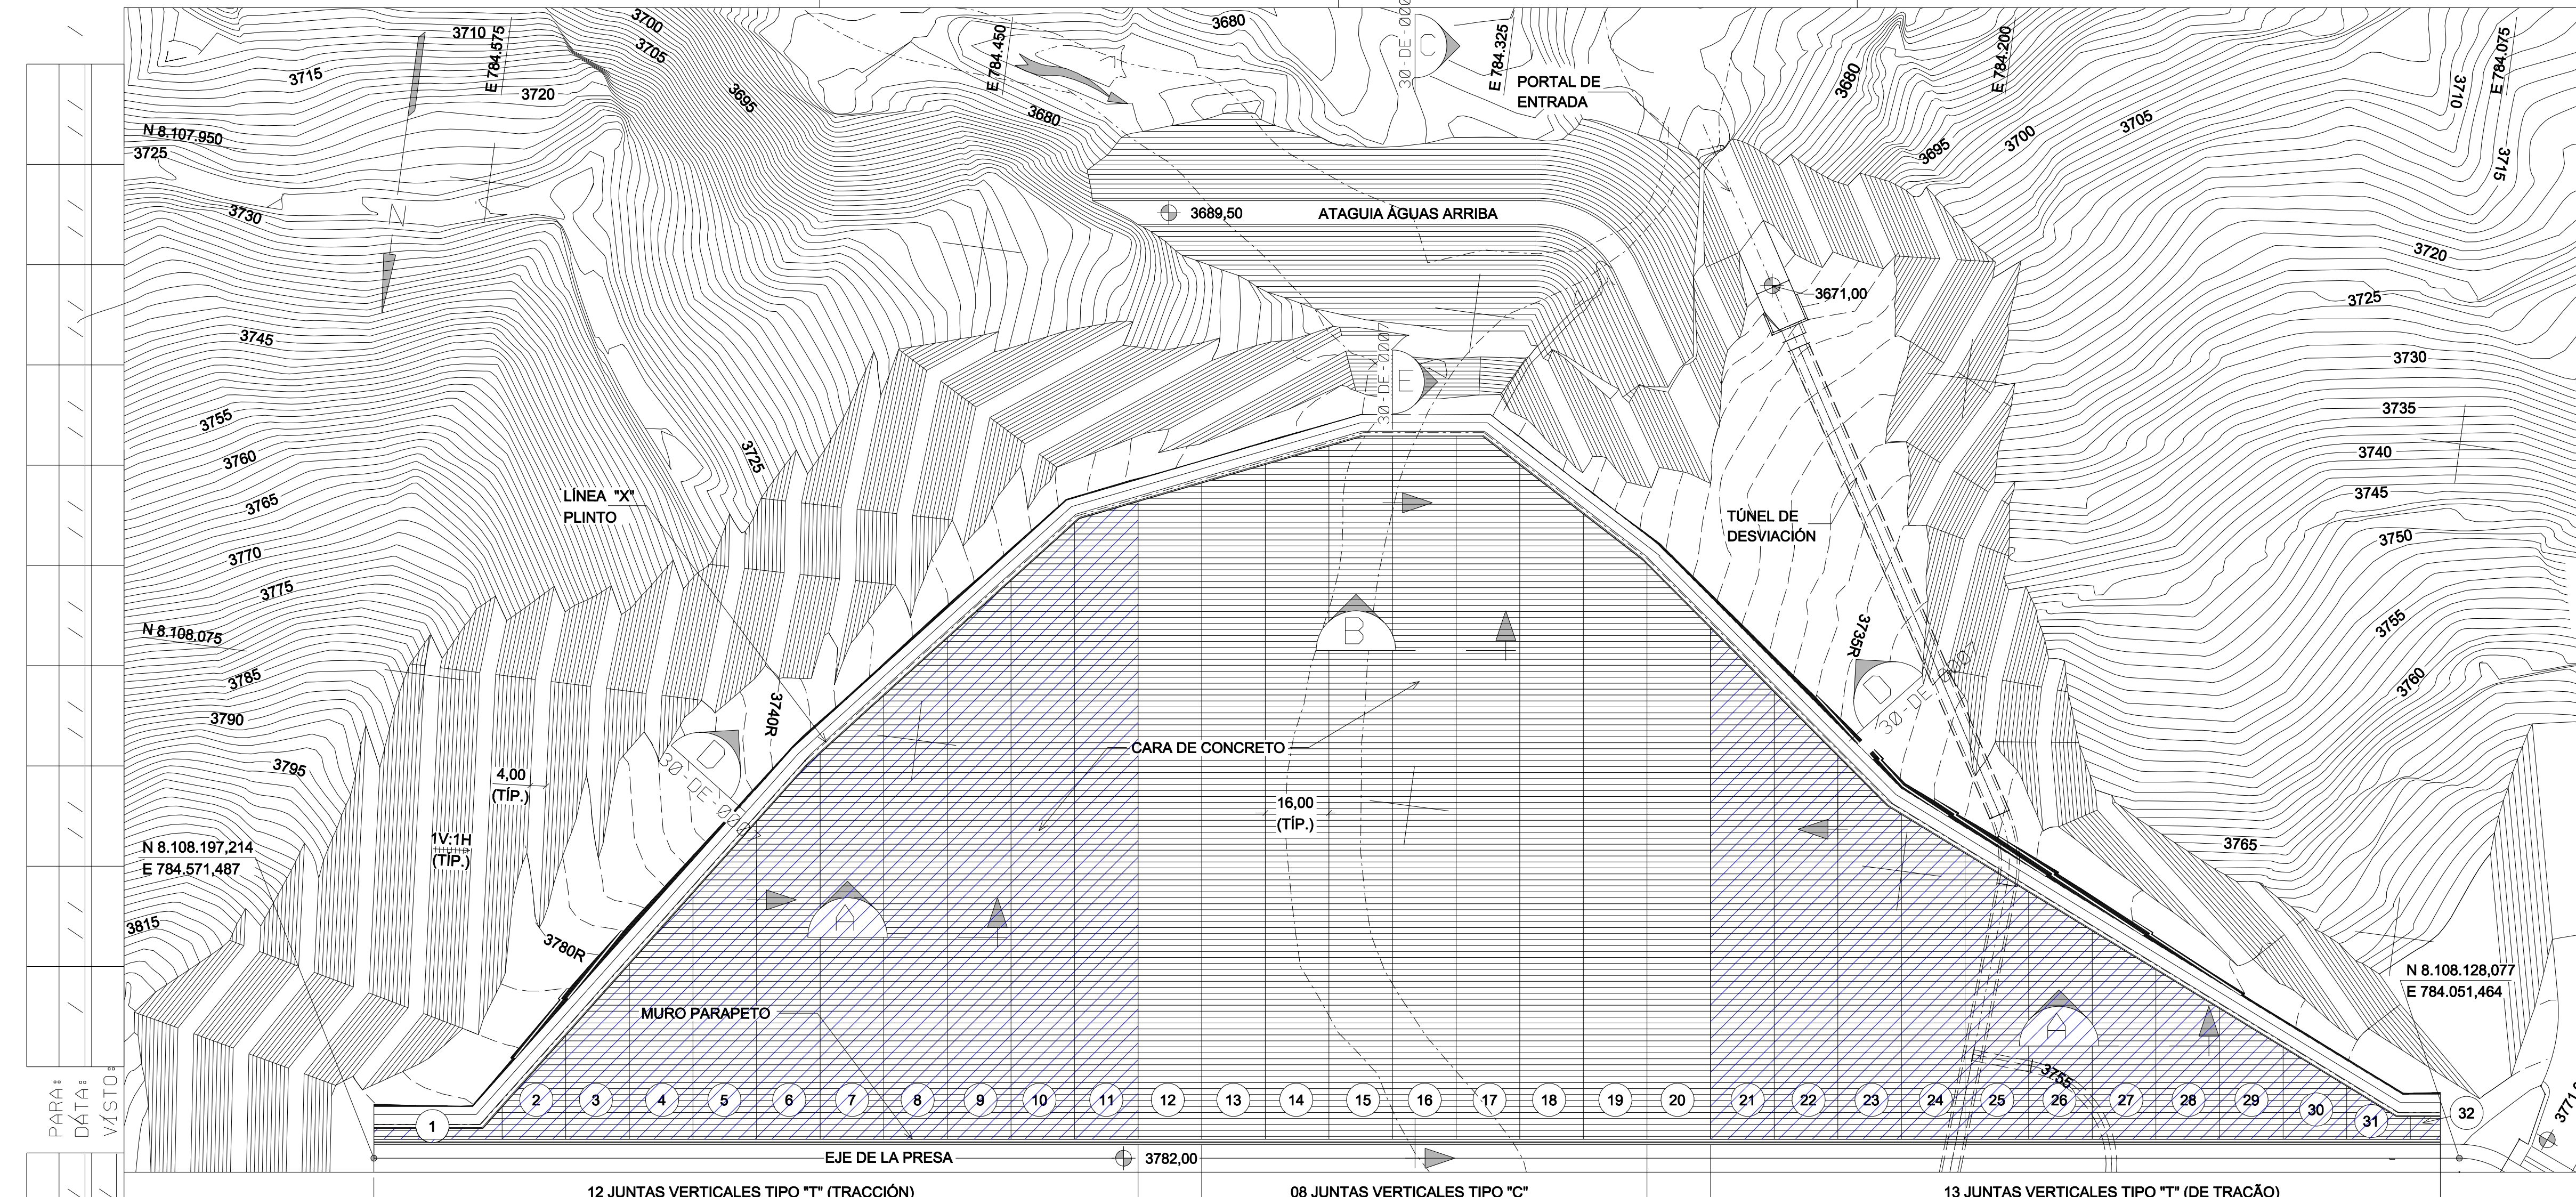 3710
E 784.575
3700
3705
E 784.450
3680
30-DE-000
C
E 784.325
PORTAL DE
ENTRADA
3680
E 784.200
3710
E 784.075
3715
3720
3695
3680
3705
3700
3695
3715
N 8.107.950
3725
3730
N
3689,50
ATAGUIA AGUAS ARRIBA
3720
3671,00
3725
3745
30-DE-0007
E
3730
3755
3735
3760
3725
3740
3765
LÍNEA "X"
PLINTO
3745
TÚNEL DE
DESVIACIÓN
3770
3750
3775
N 8.108.075
B
3735R
3755
3785
D
30-DE-0007
3760
3790
3740R
D
30-DE-0007
CARA DE CONCRETO
3795
4,00
(TÍP.)
16,00
(TÍP.)
1V:1H
(TÍP.)
3765
N 8.108.197,214
E 784.571,487
3815
A
3780R
N 8.108.128,077
E 784.051,464
MURO PARAPETO
A
3755
PARA:
DATA:
VISTO:
1 2 3 4 5 6 7 8 9 10 11 12 13 14 15 16 17 18 19 20 21 22 23 24 25 26 27 28 29 30 31 32
EJE DE LA PRESA
3782,00
12 JUNTAS VERTICALES TIPO "T" (TRACCIÓN)
08 JUNTAS VERTICALES TIPO "C"
13 JUNTAS VERTICALES TIPO "T" (DE TRAÇÃO)